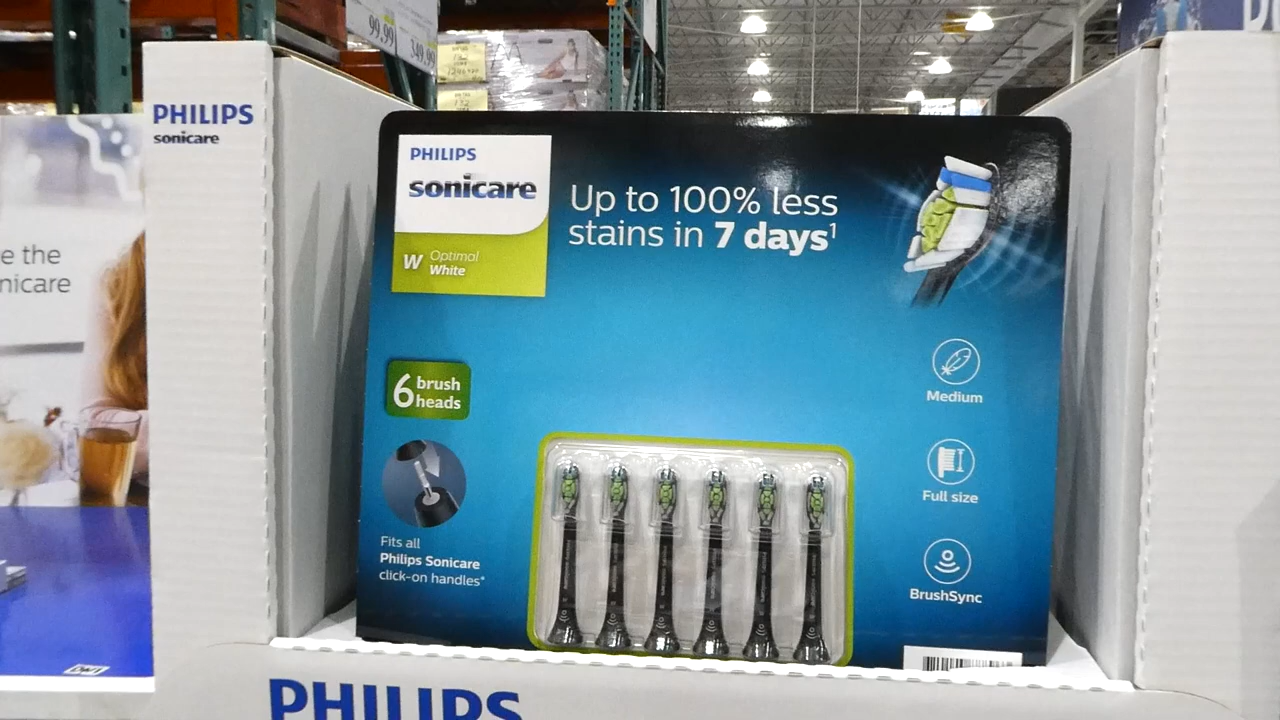 99.99
349.99
PHILIPS
sonicare
e the
nicare
PHILIPS
sonicare
W Optimal
White
Up to 100% less
stains in 7 days¹
6 brush
heads
Fits all
Philips Sonicare
click-on handles*
Medium
Full size
BrushSync
PHILIPS